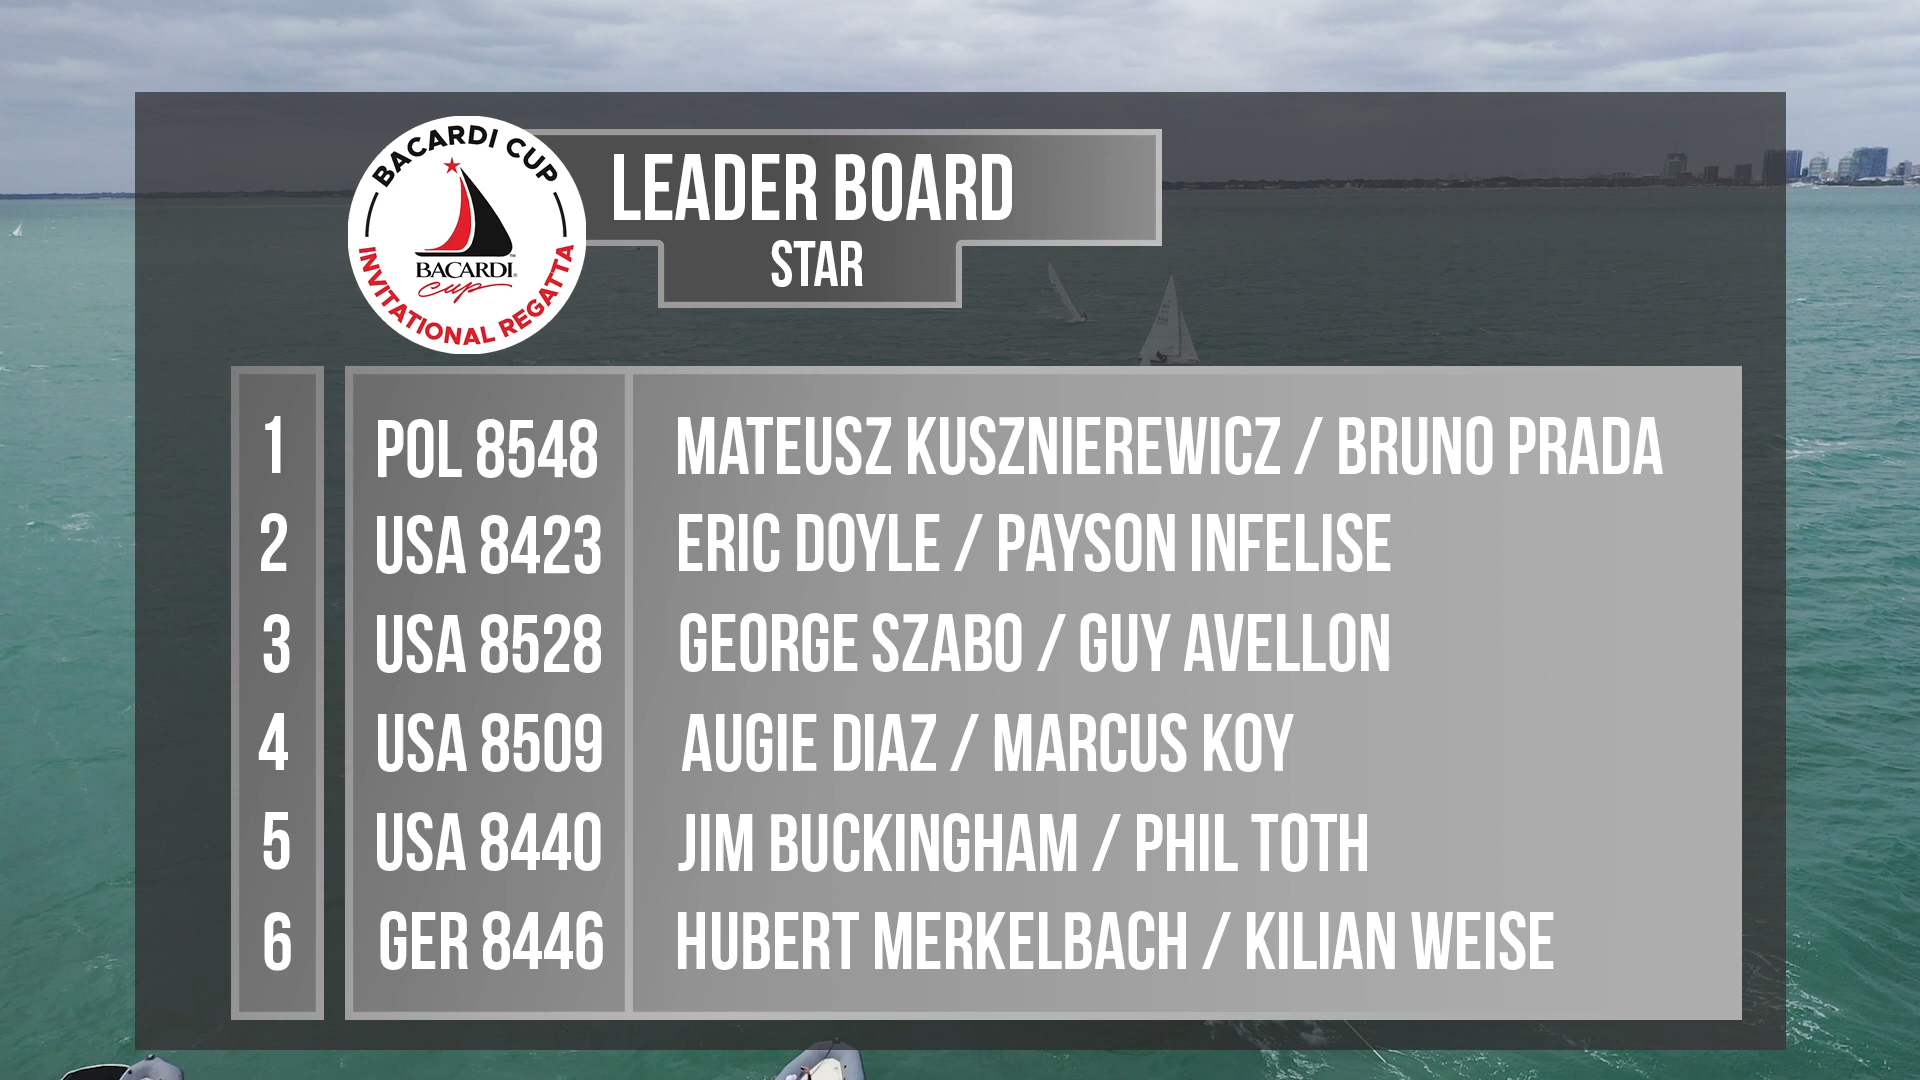 BACARDI CUP
BACARDI
Cup
INVITATIONAL REGATTA
LEADER BOARD
STAR
1 POL 8548 MATEUSZ KUSZNIEREWICZ / BRUNO PRADA
2 USA 8423 ERIC DOYLE / PAYSON INFELISE
3 USA 8528 GEORGE SZABO / GUY AVELLON
4 USA 8509 AUGIE DIAZ / MARCUS KOY
5 USA 8440 JIM BUCKINGHAM / PHIL TOTH
6 GER 8446 HUBERT MERKELBACH / KILIAN WEISE